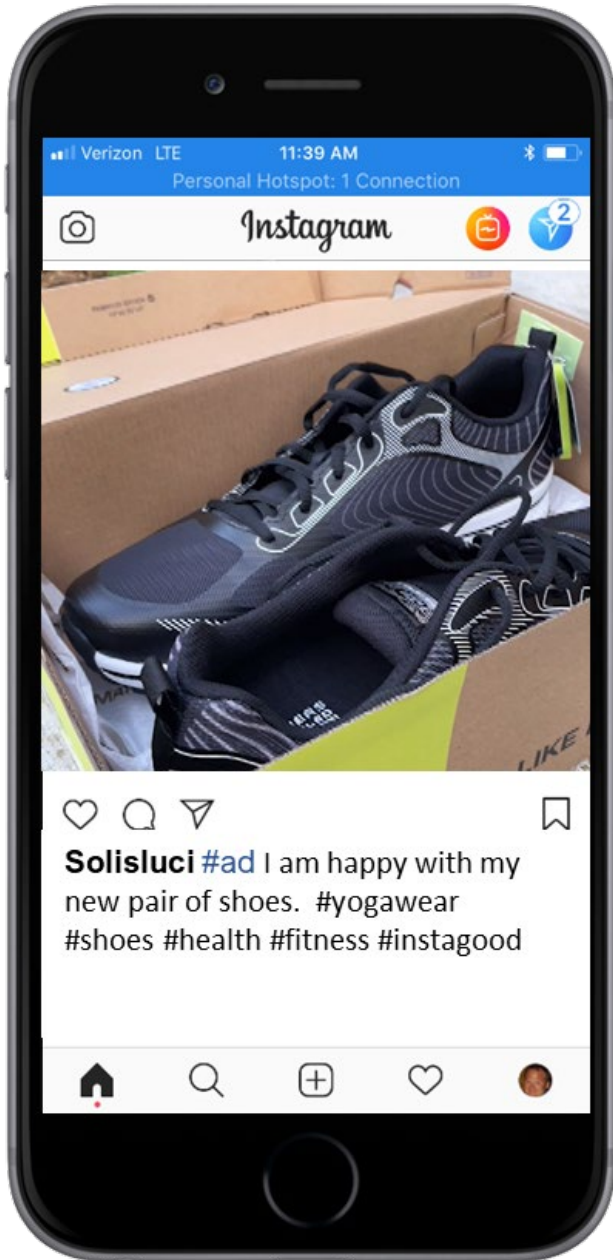 Verizon LTE 11:39 AM
Personal Hotspot: 1 Connection
Instagram
2
LIKE
Solisluci #ad I am happy with my
new pair of shoes. #yogawear
#shoes #health #fitness #instagood